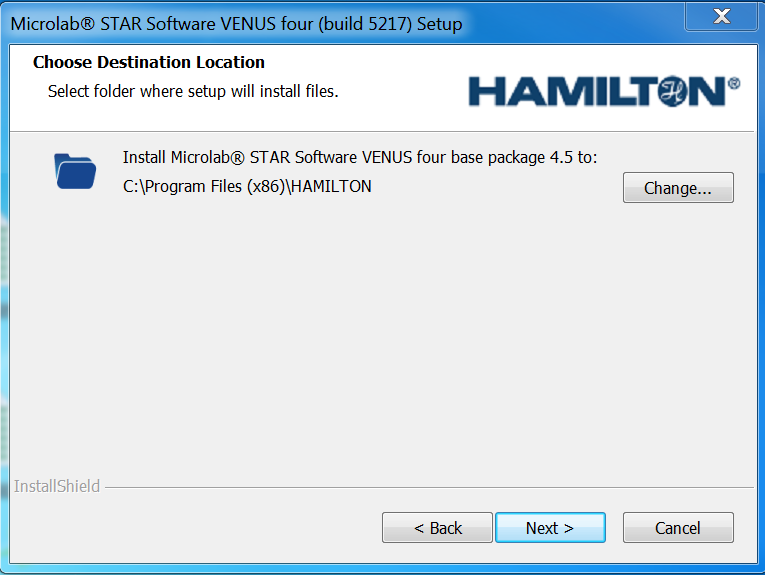 Microlab® STAR Software VENUS four (build 5217) Setup
Choose Destination Location
Select folder where setup will install files.
HAMILTON®
Install Microlab® STAR Software VENUS four base package 4.5 to:
C:\Program Files (x86)\HAMILTON
Change...
InstallShield
< Back
Next >
Cancel